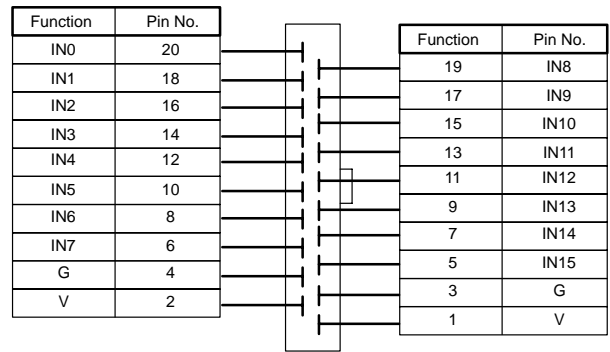 Function Pin No.
IN0 20
IN1 18
IN2 16
IN3 14
IN4 12
IN5 10
IN6 8
IN7 6
G 4
V 2
Function Pin No.
19 IN8
17 IN9
15 IN10
13 IN11
11 IN12
9 IN13
7 IN14
5 IN15
3 G
1 V